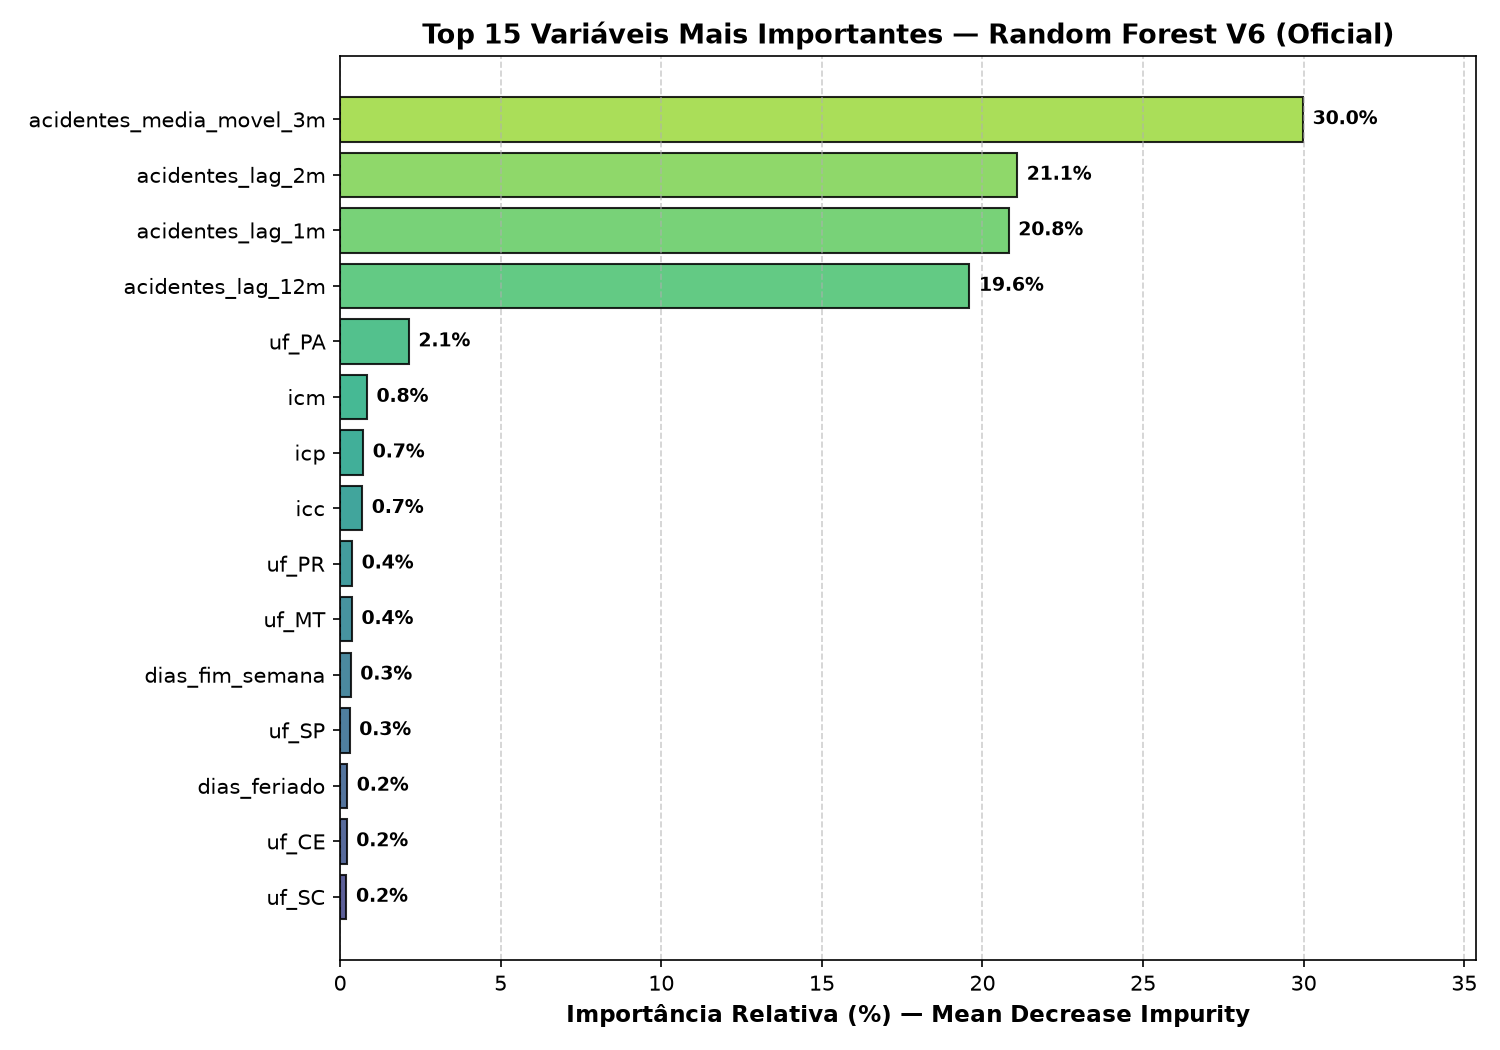 Top 15 Variáveis Mais Importantes — Random Forest V6 (Oficial)
acidentes_media_movel_3m 30.0%
acidentes_lag_2m 21.1%
acidentes_lag_1m 20.8%
acidentes_lag_12m 19.6%
uf_PA 2.1%
icm 0.8%
icp 0.7%
icc 0.7%
uf_PR 0.4%
uf_MT 0.4%
dias_fim_semana 0.3%
uf_SP 0.3%
dias_feriado 0.2%
uf_CE 0.2%
uf_SC 0.2%
0 5 10 15 20 25 30 35
Importância Relativa (%) — Mean Decrease Impurity